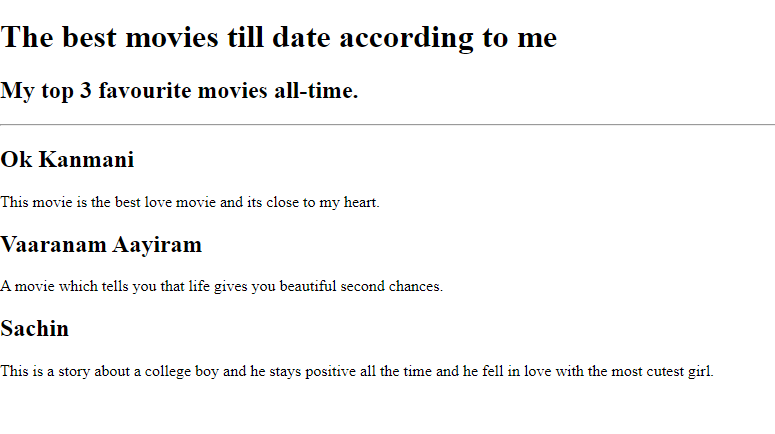 The best movies till date according to me
My top 3 favourite movies all-time.
Ok Kanmani
This movie is the best love movie and its close to my heart.
Vaaranam Aayiram
A movie which tells you that life gives you beautiful second chances.
Sachin
This is a story about a college boy and he stays positive all the time and he fell in love with the most cutest girl.